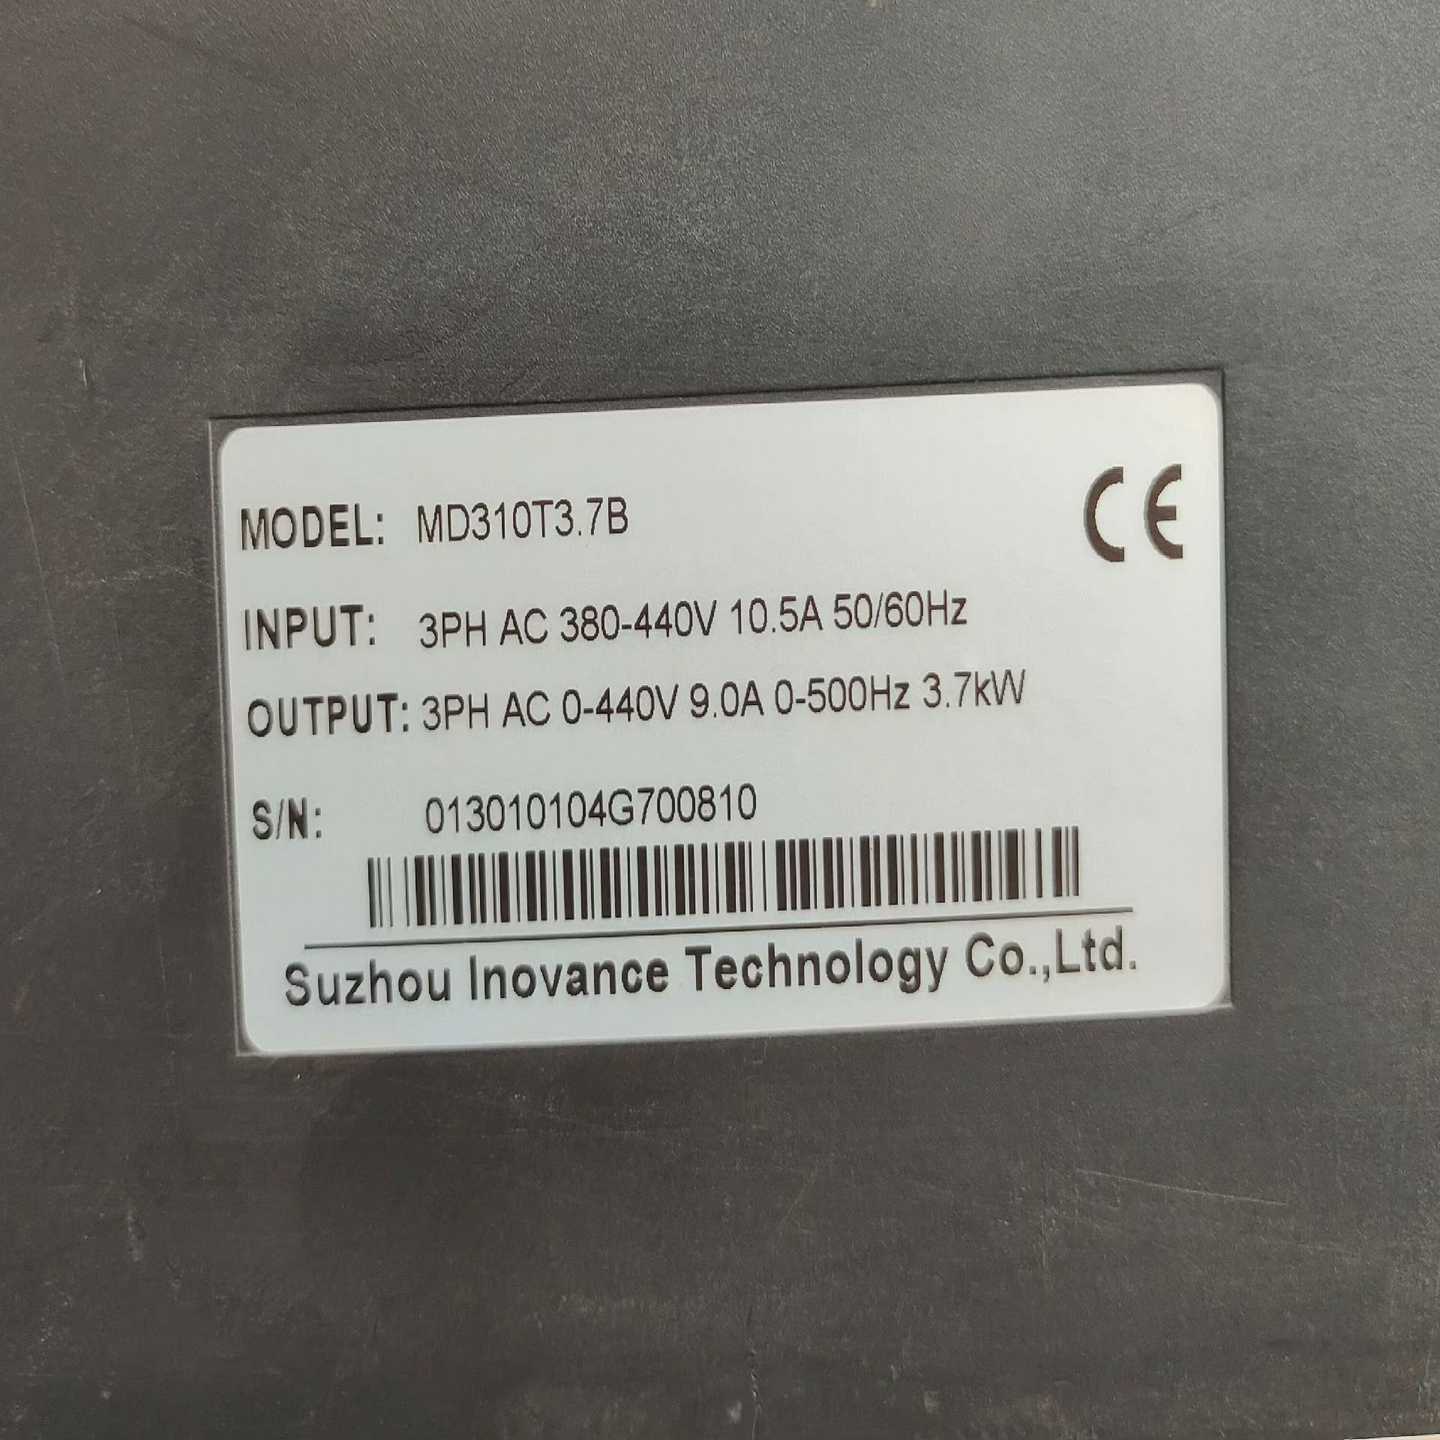 CE
MODEL: MD310T3.7B
INPUT: 3PH AC 380-440V 10.5A 50/60Hz
OUTPUT: 3PH AC 0-440V 9.0A 0-500Hz 3.7kW
S/N: 013010104G700810
Suzhou Inovance Technology Co.,Ltd.